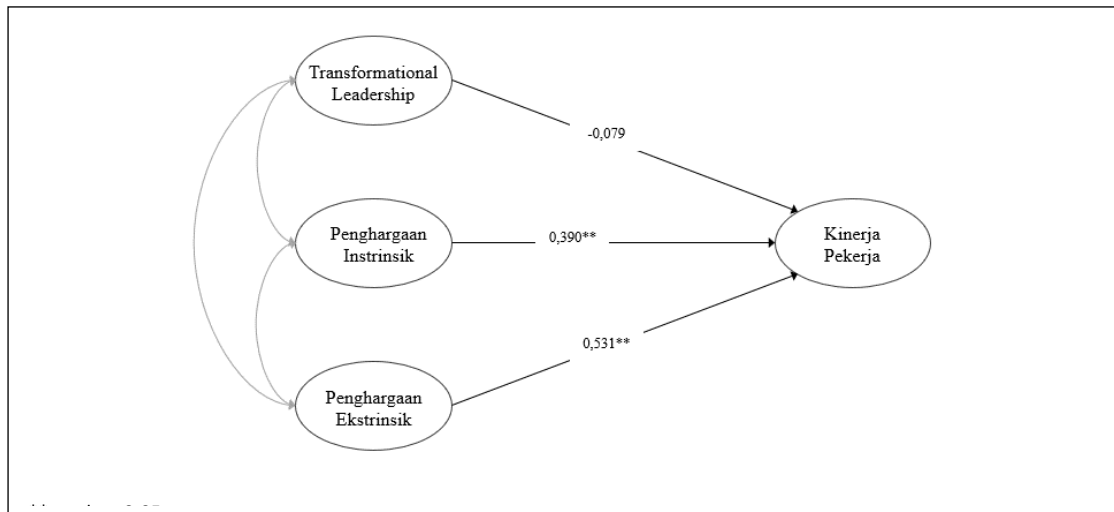 Transformational
Leadership
-0,079
Penghargaan
Instrinsik
0,390**
Kinerja
Pekerja
0,531**
Penghargaan
Ekstrinsik